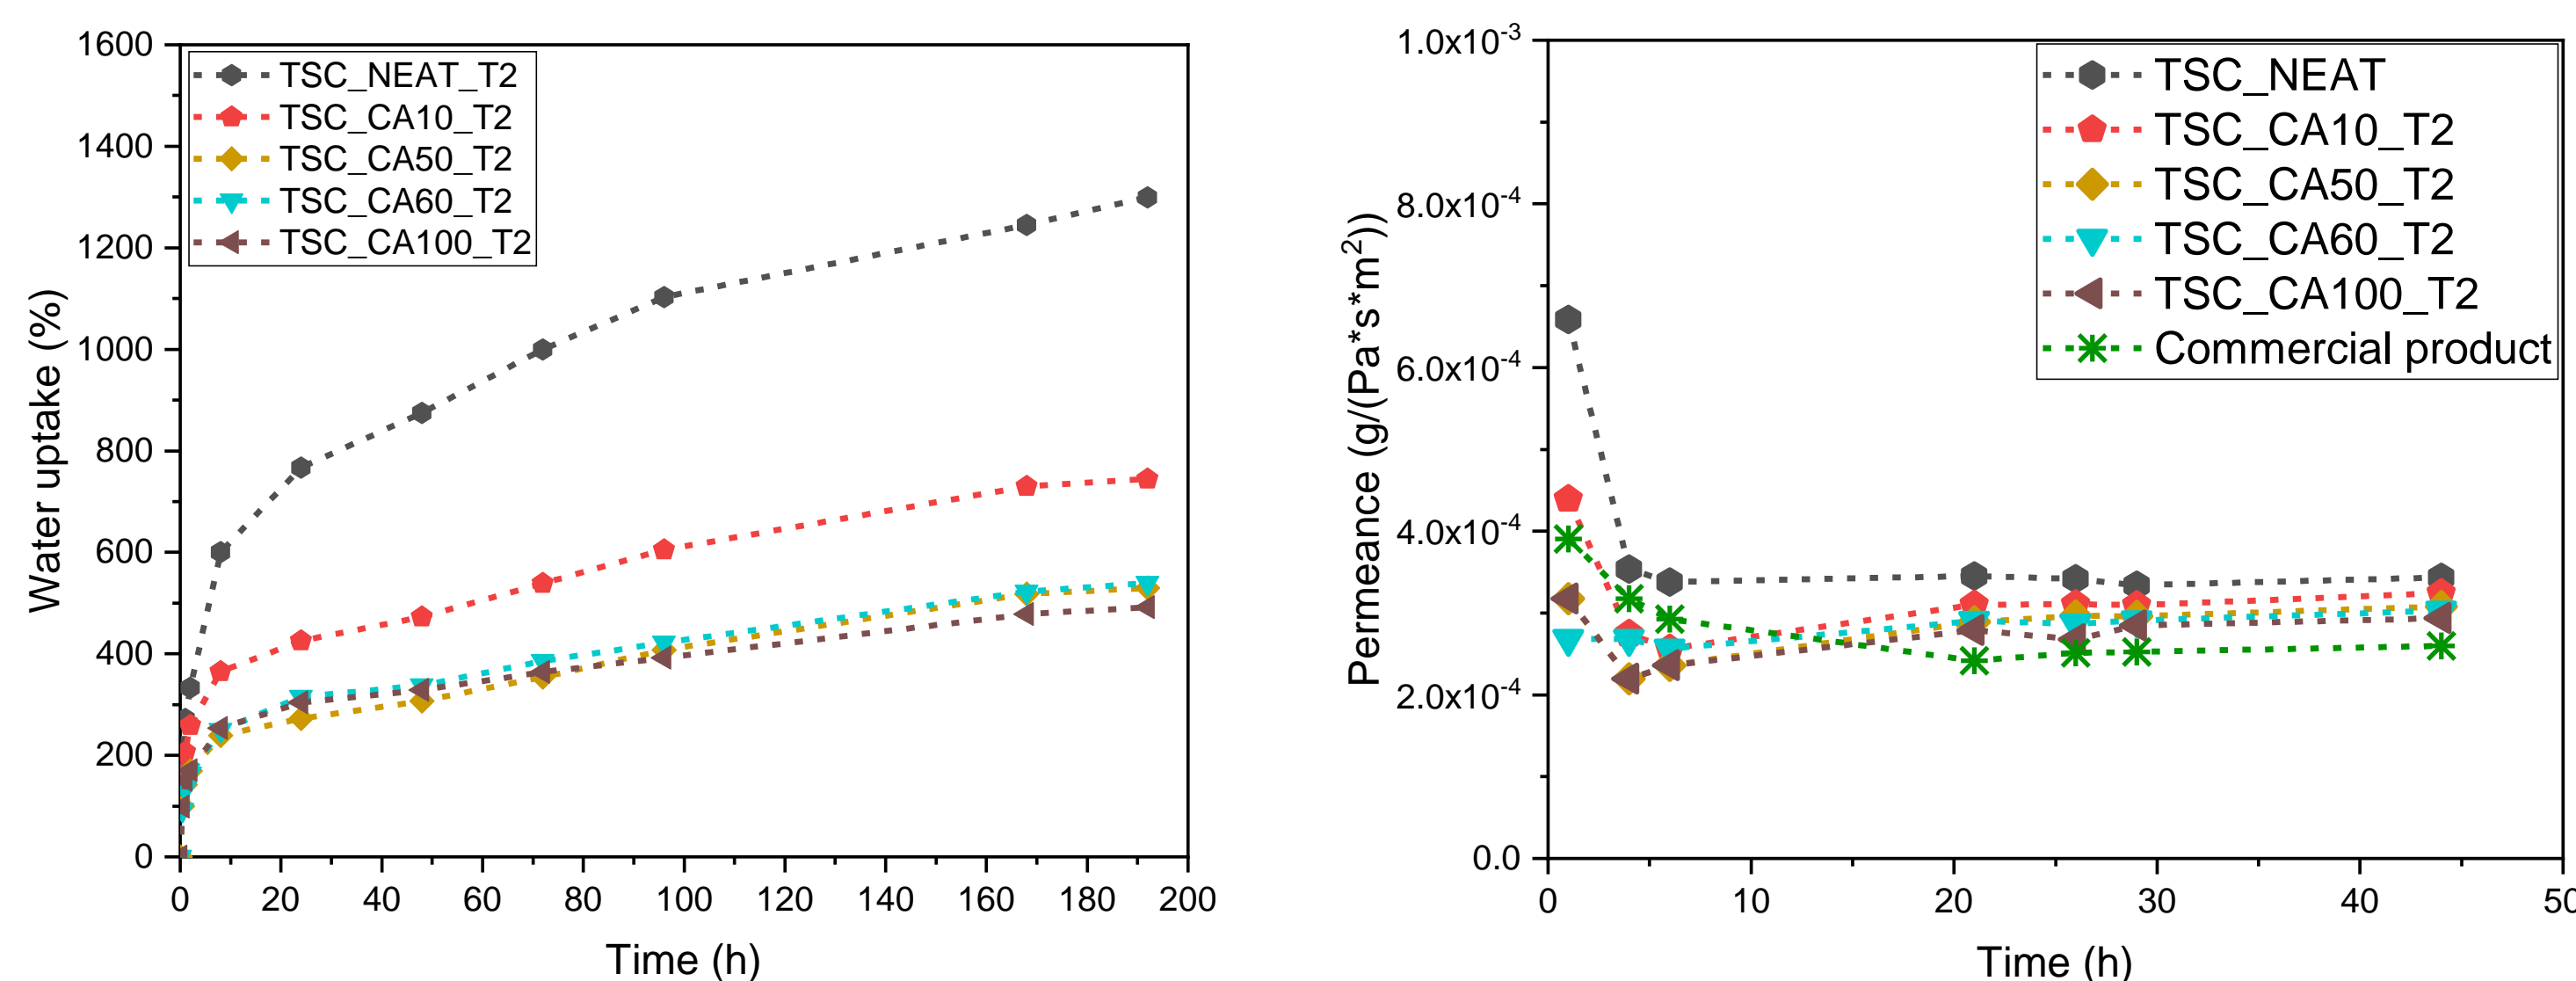 1600
1400
1200
1000
800
600
400
200
0
Water uptake (%)
TSC_NEAT_T2
TSC_CA10_T2
TSC_CA50_T2
TSC_CA60_T2
TSC_CA100_T2
0 20 40 60 80 100 120 140 160 180 200
Time (h)
1.0x10⁻³
8.0x10⁻⁴
6.0x10⁻⁴
4.0x10⁻⁴
2.0x10⁻⁴
0.0
Permeance (g/(Pa*s*m²))
TSC_NEAT
TSC_CA10_T2
TSC_CA50_T2
TSC_CA60_T2
TSC_CA100_T2
Commercial product
0 10 20 30 40 50
Time (h)